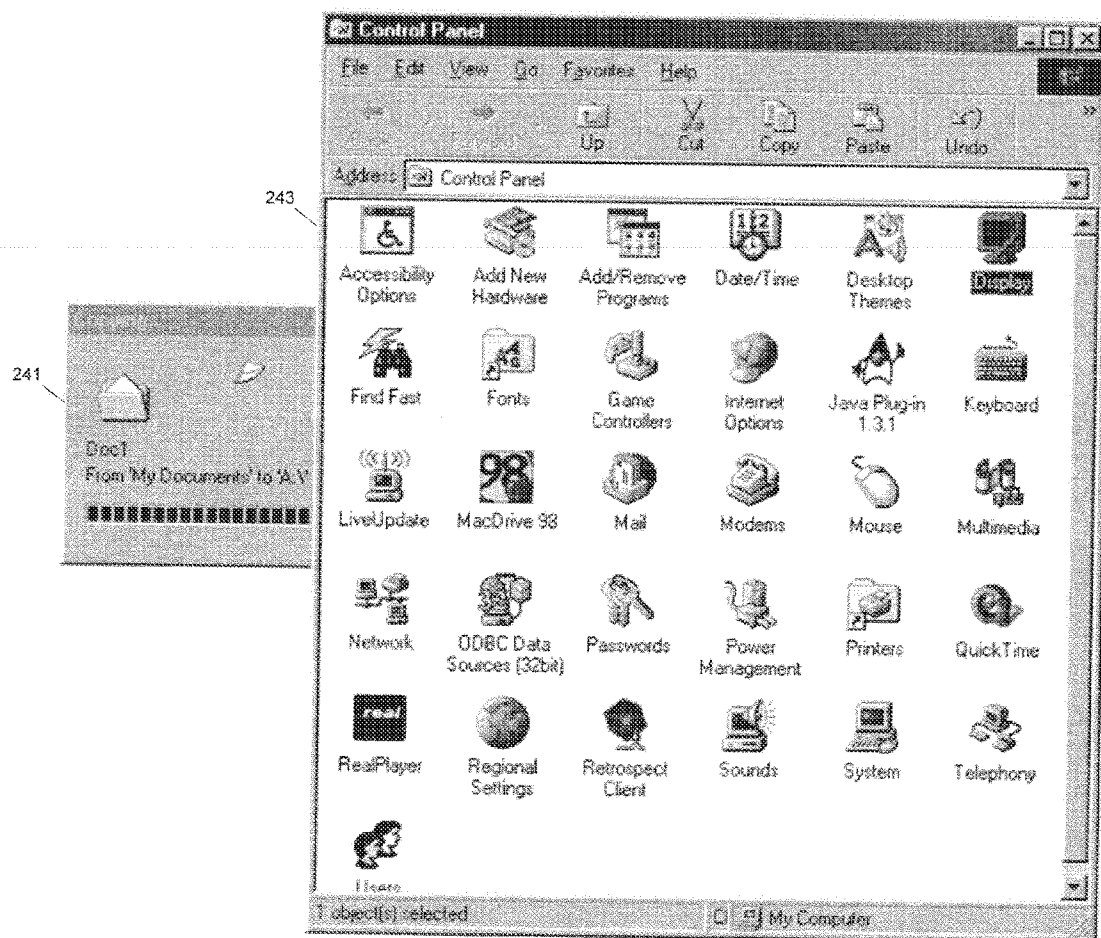 Control Panel
File Edit View Go Favorites Help
Up Cut Copy Paste Undo
Address Control Panel
243
Accessibility Options
Add New Hardware
Add/Remove Programs
Date/Time
Desktop Themes
Display
241
Find Fast
Fonts
Game Controllers
Internet Options
Java Plug-in 1.3.1
Keyboard
Doc1
From 'My Documents' to 'A:\'
LiveUpdate
MacDrive 98
Mail
Modems
Mouse
Multimedia
Network
ODBC Data Sources (32bit)
Passwords
Power Management
Printers
QuickTime
real
RealPlayer
Regional Settings
Retrospect Client
Sounds
System
Telephony
Users
1 object(s) selected
My Computer